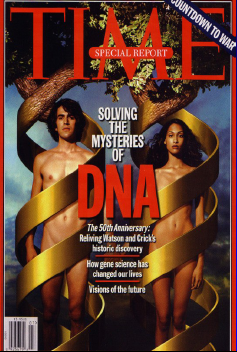 COUNTDOWN TO WAR
TIME
SPECIAL REPORT
SOLVING
THE
MYSTERIES
OF
DNA
The 50th Anniversary:
Reliving Watson and Crick's
historic discovery
How gene science has
changed our lives
Visions of the future